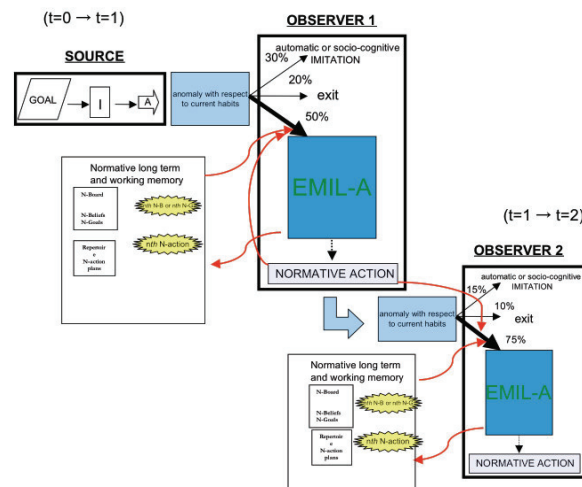 (t=0 → t=1)
OBSERVER 1
SOURCE
GOAL
I
A
anomaly with respect
to current habits
automatic or socio-cognitive
IMITATION
30%
20%
exit
50%
EMIL-A
NORMATIVE ACTION
Normative long term
and working memory
N-Board
N-Beliefs
N-Goals
nth N-B or nth N-G
Repertoir
e
N-action
plans
nth N-action
(t=1 → t=2)
OBSERVER 2
anomaly with respect
to current habits
automatic or socio-cognitive
IMITATION
15%
10%
exit
75%
EMIL-A
NORMATIVE ACTION
Normative long term
and working memory
N-Board
N-Beliefs
N-Goals
nth N-B or nth N-G
Repertoir
e
N-action
plans
nth N-action